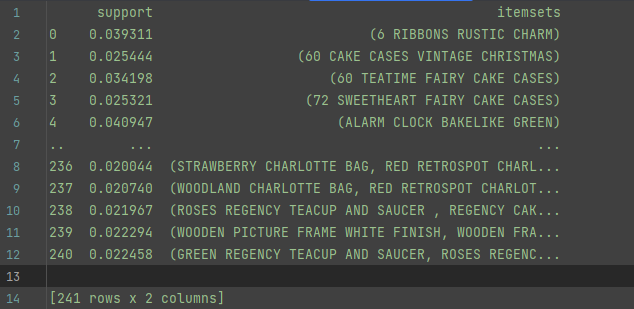 1 support itemsets
2 0 0.039311 (6 RIBBONS RUSTIC CHARM)
3 1 0.025444 (60 CAKE CASES VINTAGE CHRISTMAS)
4 2 0.034198 (60 TEATIME FAIRY CAKE CASES)
5 3 0.025321 (72 SWEETHEART FAIRY CAKE CASES)
6 4 0.040947 (ALARM CLOCK BAKELIKE GREEN)
7 .. ... ...
8 236 0.020044 (STRAWBERRY CHARLOTTE BAG, RED RETROSPOT CHARL...
9 237 0.020740 (WOODLAND CHARLOTTE BAG, RED RETROSPOT CHARLOT...
10 238 0.021967 (ROSES REGENCY TEACUP AND SAUCER , REGENCY CAK...
11 239 0.022294 (WOODEN PICTURE FRAME WHITE FINISH, WOODEN FRA...
12 240 0.022458 (GREEN REGENCY TEACUP AND SAUCER, ROSES REGENC...
13
14 [241 rows x 2 columns]